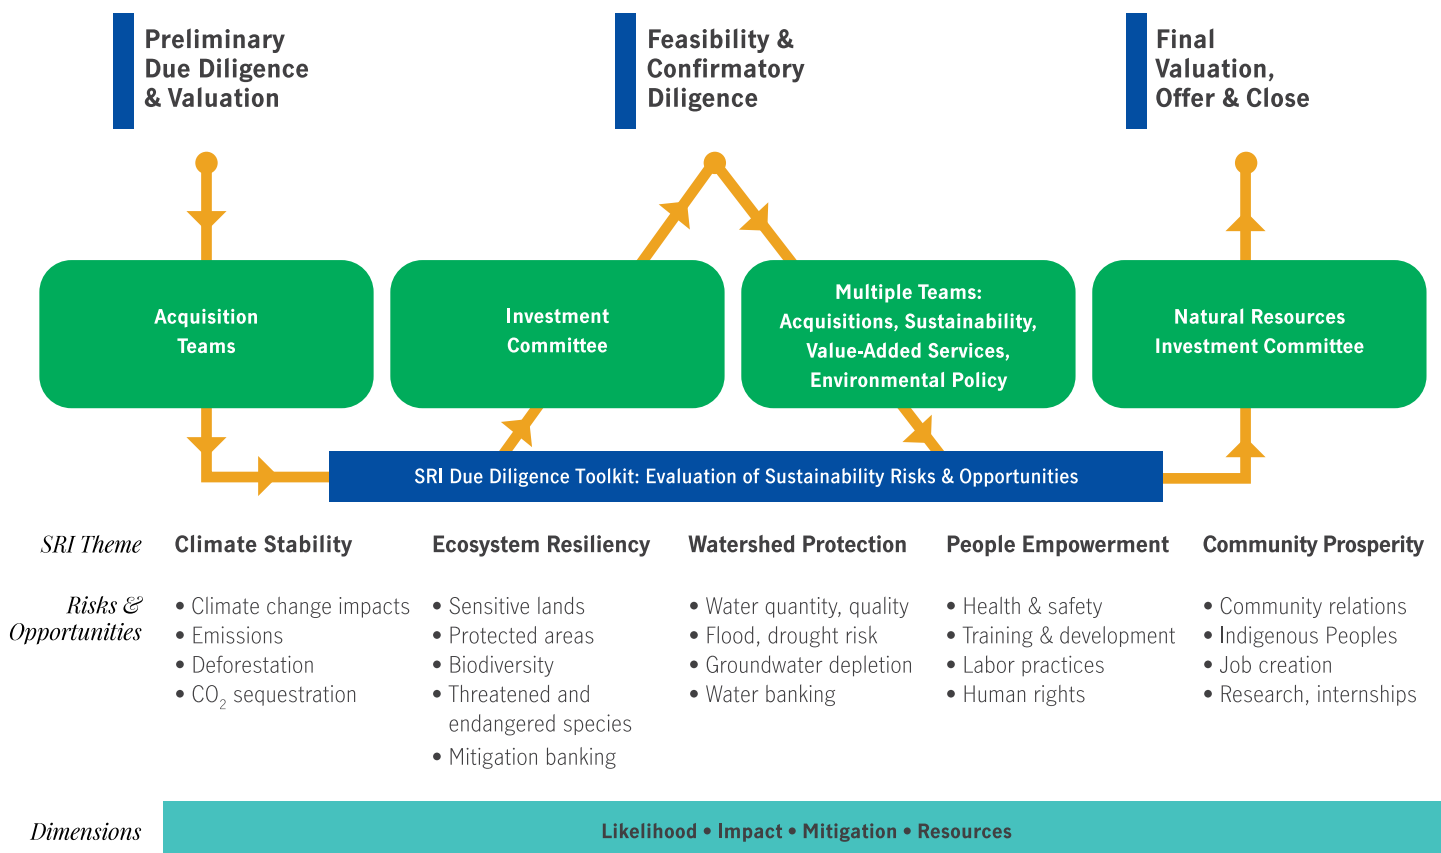 Preliminary
Due Diligence
& Valuation
Feasibility &
Confirmatory
Diligence
Final
Valuation,
Offer & Close
Acquisition
Teams
Investment
Committee
Multiple Teams:
Acquisitions, Sustainability,
Value-Added Services,
Environmental Policy
Natural Resources
Investment Committee
SRI Due Diligence Toolkit: Evaluation of Sustainability Risks & Opportunities
SRI Theme
Climate Stability
Ecosystem Resiliency
Watershed Protection
People Empowerment
Community Prosperity
Risks &
Opportunities
• Climate change impacts
• Emissions
• Deforestation
• CO₂ sequestration
• Sensitive lands
• Protected areas
• Biodiversity
• Threatened and
endangered species
• Mitigation banking
• Water quantity, quality
• Flood, drought risk
• Groundwater depletion
• Water banking
• Health & safety
• Training & development
• Labor practices
• Human rights
• Community relations
• Indigenous Peoples
• Job creation
• Research, internships
Dimensions
Likelihood • Impact • Mitigation • Resources